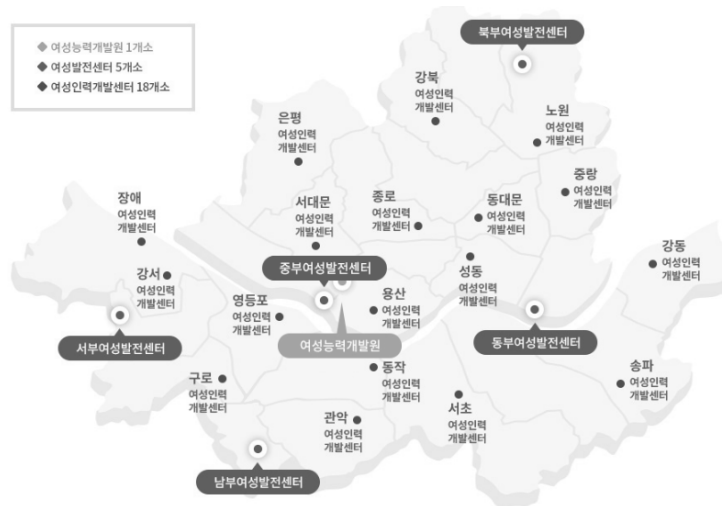 여성능력개발원 1개소
여성발전센터 5개소
여성인력개발센터 18개소
북부여성발전센터
강북
여성인력
개발센터
노원
여성인력
개발센터
은평
여성인력
개발센터
중랑
여성인력
개발센터
장애
여성인력
개발센터
서대문
여성인력
개발센터
종로
여성인력
개발센터
동대문
여성인력
개발센터
강동
여성인력
개발센터
강서
여성인력
개발센터
중부여성발전센터
성동
여성인력
개발센터
영등포
여성인력
개발센터
용산
여성인력
개발센터
서부여성발전센터
여성능력개발원
동부여성발전센터
구로
여성인력
개발센터
동작
여성인력
개발센터
송파
여성인력
개발센터
관악
여성인력
개발센터
서초
여성인력
개발센터
남부여성발전센터